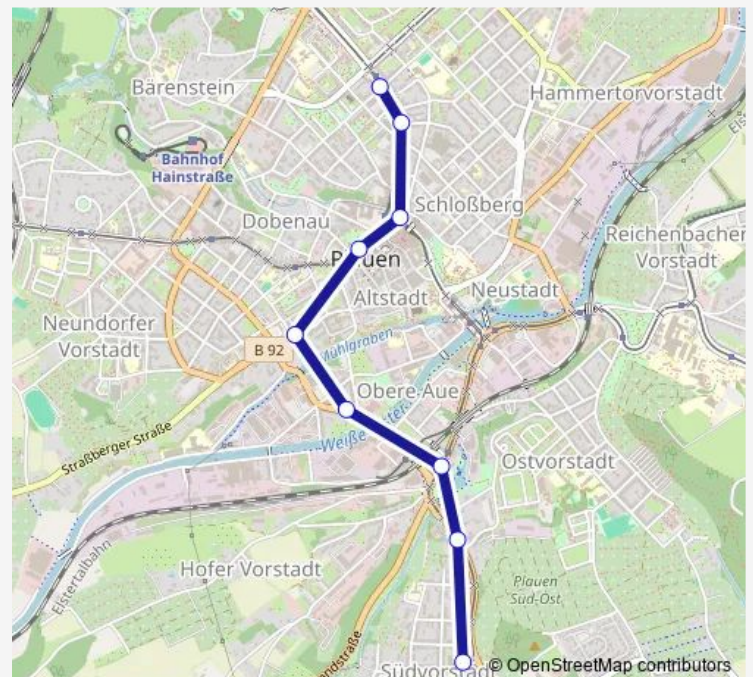 Bärenstein
Hammertorvorstadt
Bahnhof
Hainstraße
Schloßberg
Dobenau
Reichenbacher
Vorstadt
Altstadt
Neustadt
Neundorfer
Vorstadt
B 92
Mühlgraben
Obere Aue
Straßberger Straße
Weiße
Ostvorstadt
Elstertalbahn
Hofer Vorstadt
Plauen
Süd-Ost
Südvorstadt
© OpenStreetMap contributors